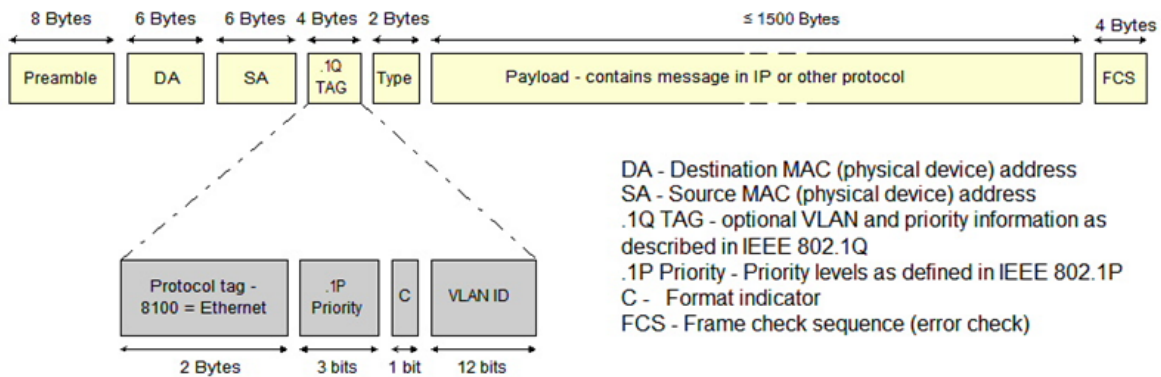 8 Bytes 6 Bytes 6 Bytes 4 Bytes 2 Bytes ≤ 1500 Bytes 4 Bytes
Preamble DA SA .1Q TAG Type Payload - contains message in IP or other protocol FCS
DA - Destination MAC (physical device) address
SA - Source MAC (physical device) address
.1Q TAG - optional VLAN and priority information as
described in IEEE 802.1Q
.1P Priority - Priority levels as defined in IEEE 802.1P
C - Format indicator
FCS - Frame check sequence (error check)
Protocol tag -
8100 = Ethernet
.1P
Priority
C
VLAN ID
2 Bytes 3 bits 1 bit 12 bits